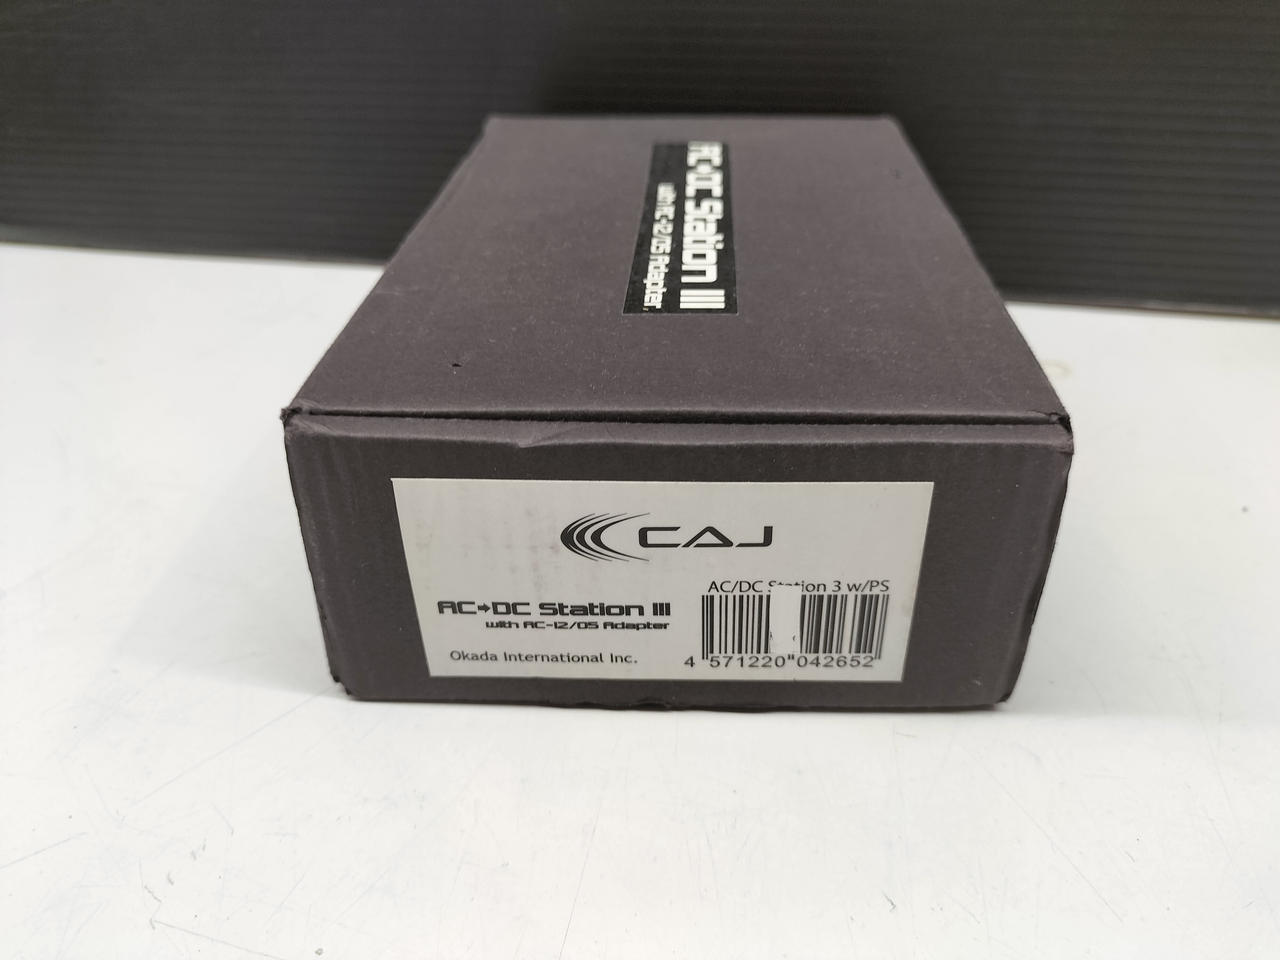 AC→DC Station III
with AC-12/05 Adapter.
CAJ
AC/DC Station 3 w/PS
AC→DC Station III
with AC-12/05 Adapter
Okada International Inc.
4 571220 042652